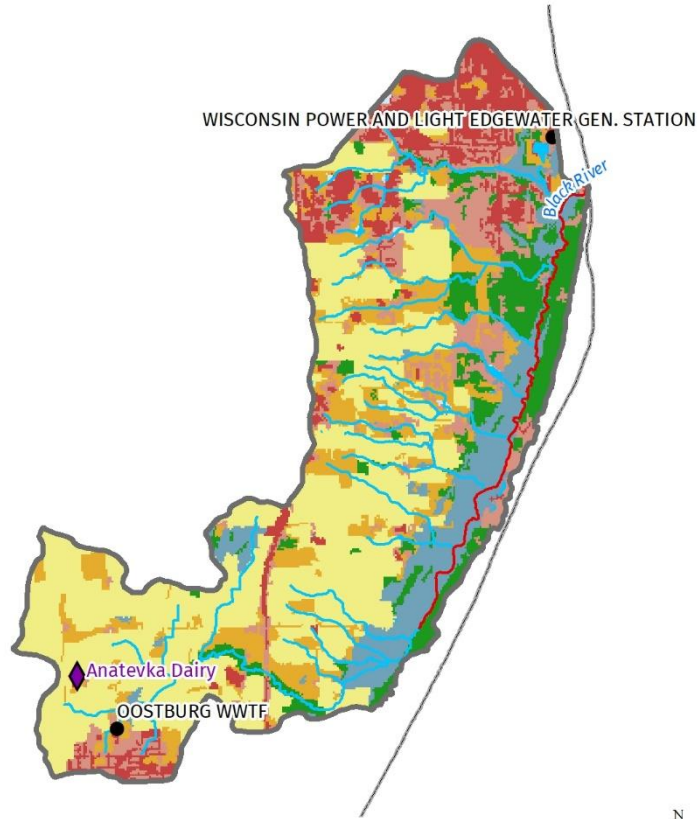 WISCONSIN POWER AND LIGHT EDGEWATER GEN. STATION
Black River
Anatevka Dairy
OOSTBURG WWTF
N